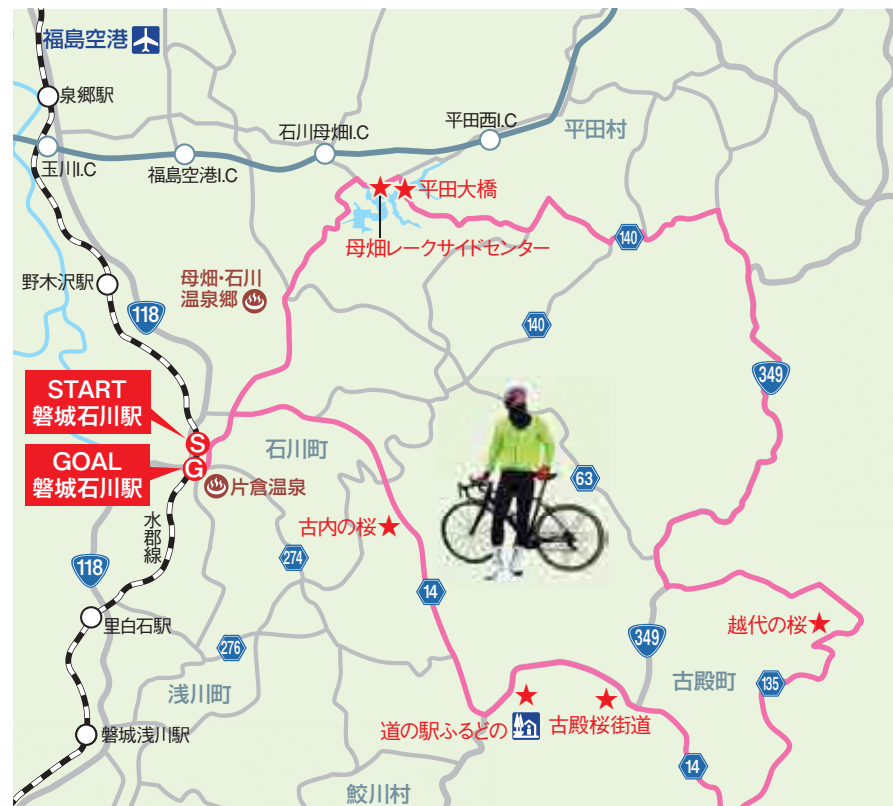 福島空港
泉郷駅
玉川I.C
福島空港I.C
石川母畑I.C
平田西I.C
平田村
平田大橋
母畑レークサイドセンター
140
野木沢駅
母畑・石川
温泉郷
118
140
349
START
磐城石川駅
S
GOAL
磐城石川駅
G
石川町
片倉温泉
63
古内の桜
水郡線
274
118
14
里白石駅
276
349
越代の桜
浅川町
古殿町
135
道の駅ふるどの
古殿桜街道
磐城浅川駅
14
鮫川村